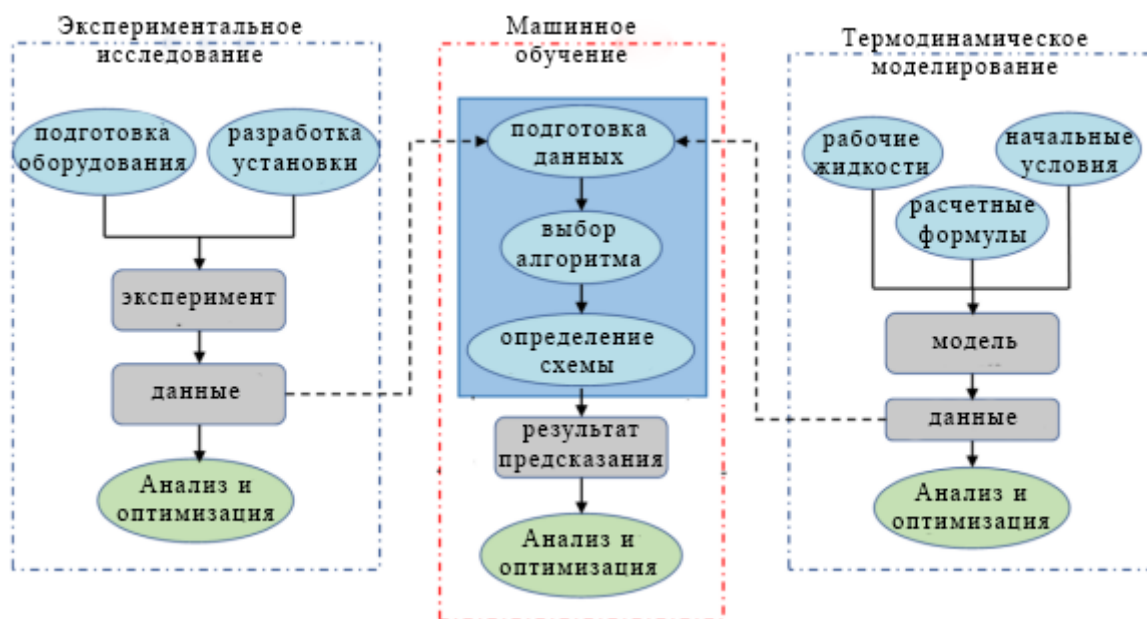 Экспериментальное
исследование
подготовка
оборудования
разработка
установки
эксперимент
данные
Анализ и
оптимизация
Машинное
обучение
подготовка
данных
выбор
алгоритма
определение
схемы
результат
предсказания
Анализ и
оптимизация
Термодинамическое
моделирование
рабочие
жидкости
начальные
условия
расчетные
формулы
модель
данные
Анализ и
оптимизация